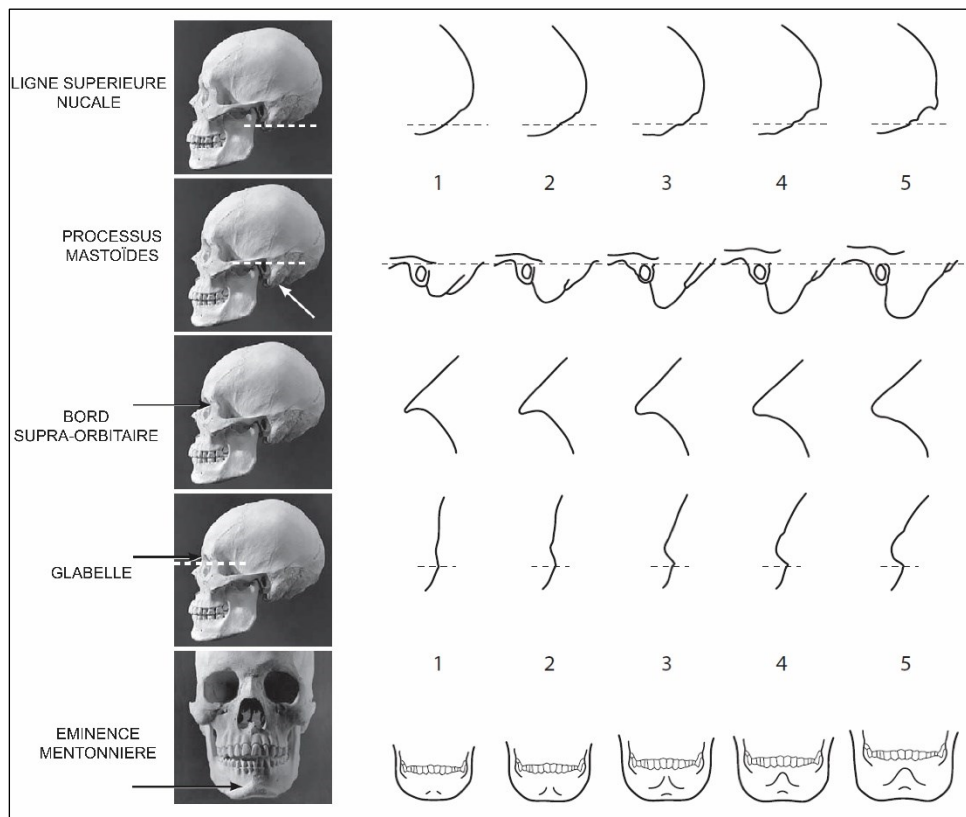 LIGNE SUPERIEURE
NUCALE
1 2 3 4 5
PROCESSUS
MASTOÏDES
BORD
SUPRA-ORBITAIRE
GLABELLE
1 2 3 4 5
EMINENCE
MENTONNIERE